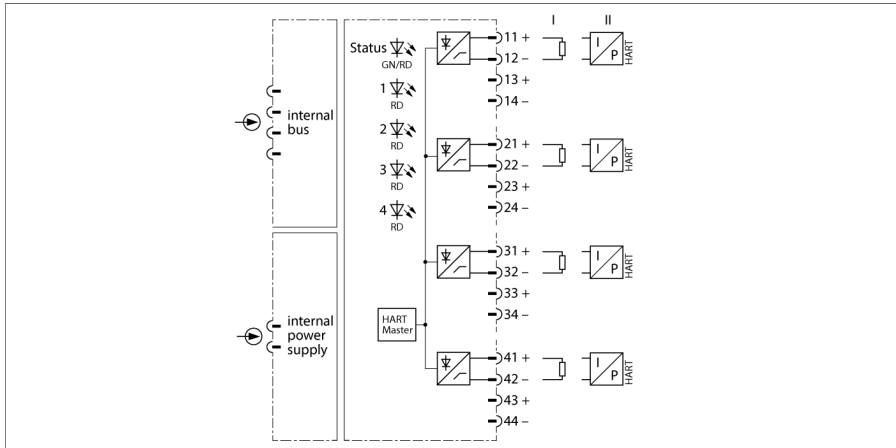 I II
Status
GN/RD
1
RD
2
RD
3
RD
4
RD
internal
bus
internal
power
supply
HART
Master
11 +
12 –
13 +
14 –
I
P
HART
21 +
22 –
23 +
24 –
I
P
HART
31 +
32 –
33 +
34 –
I
P
HART
41 +
42 –
43 +
44 –
I
P
HART